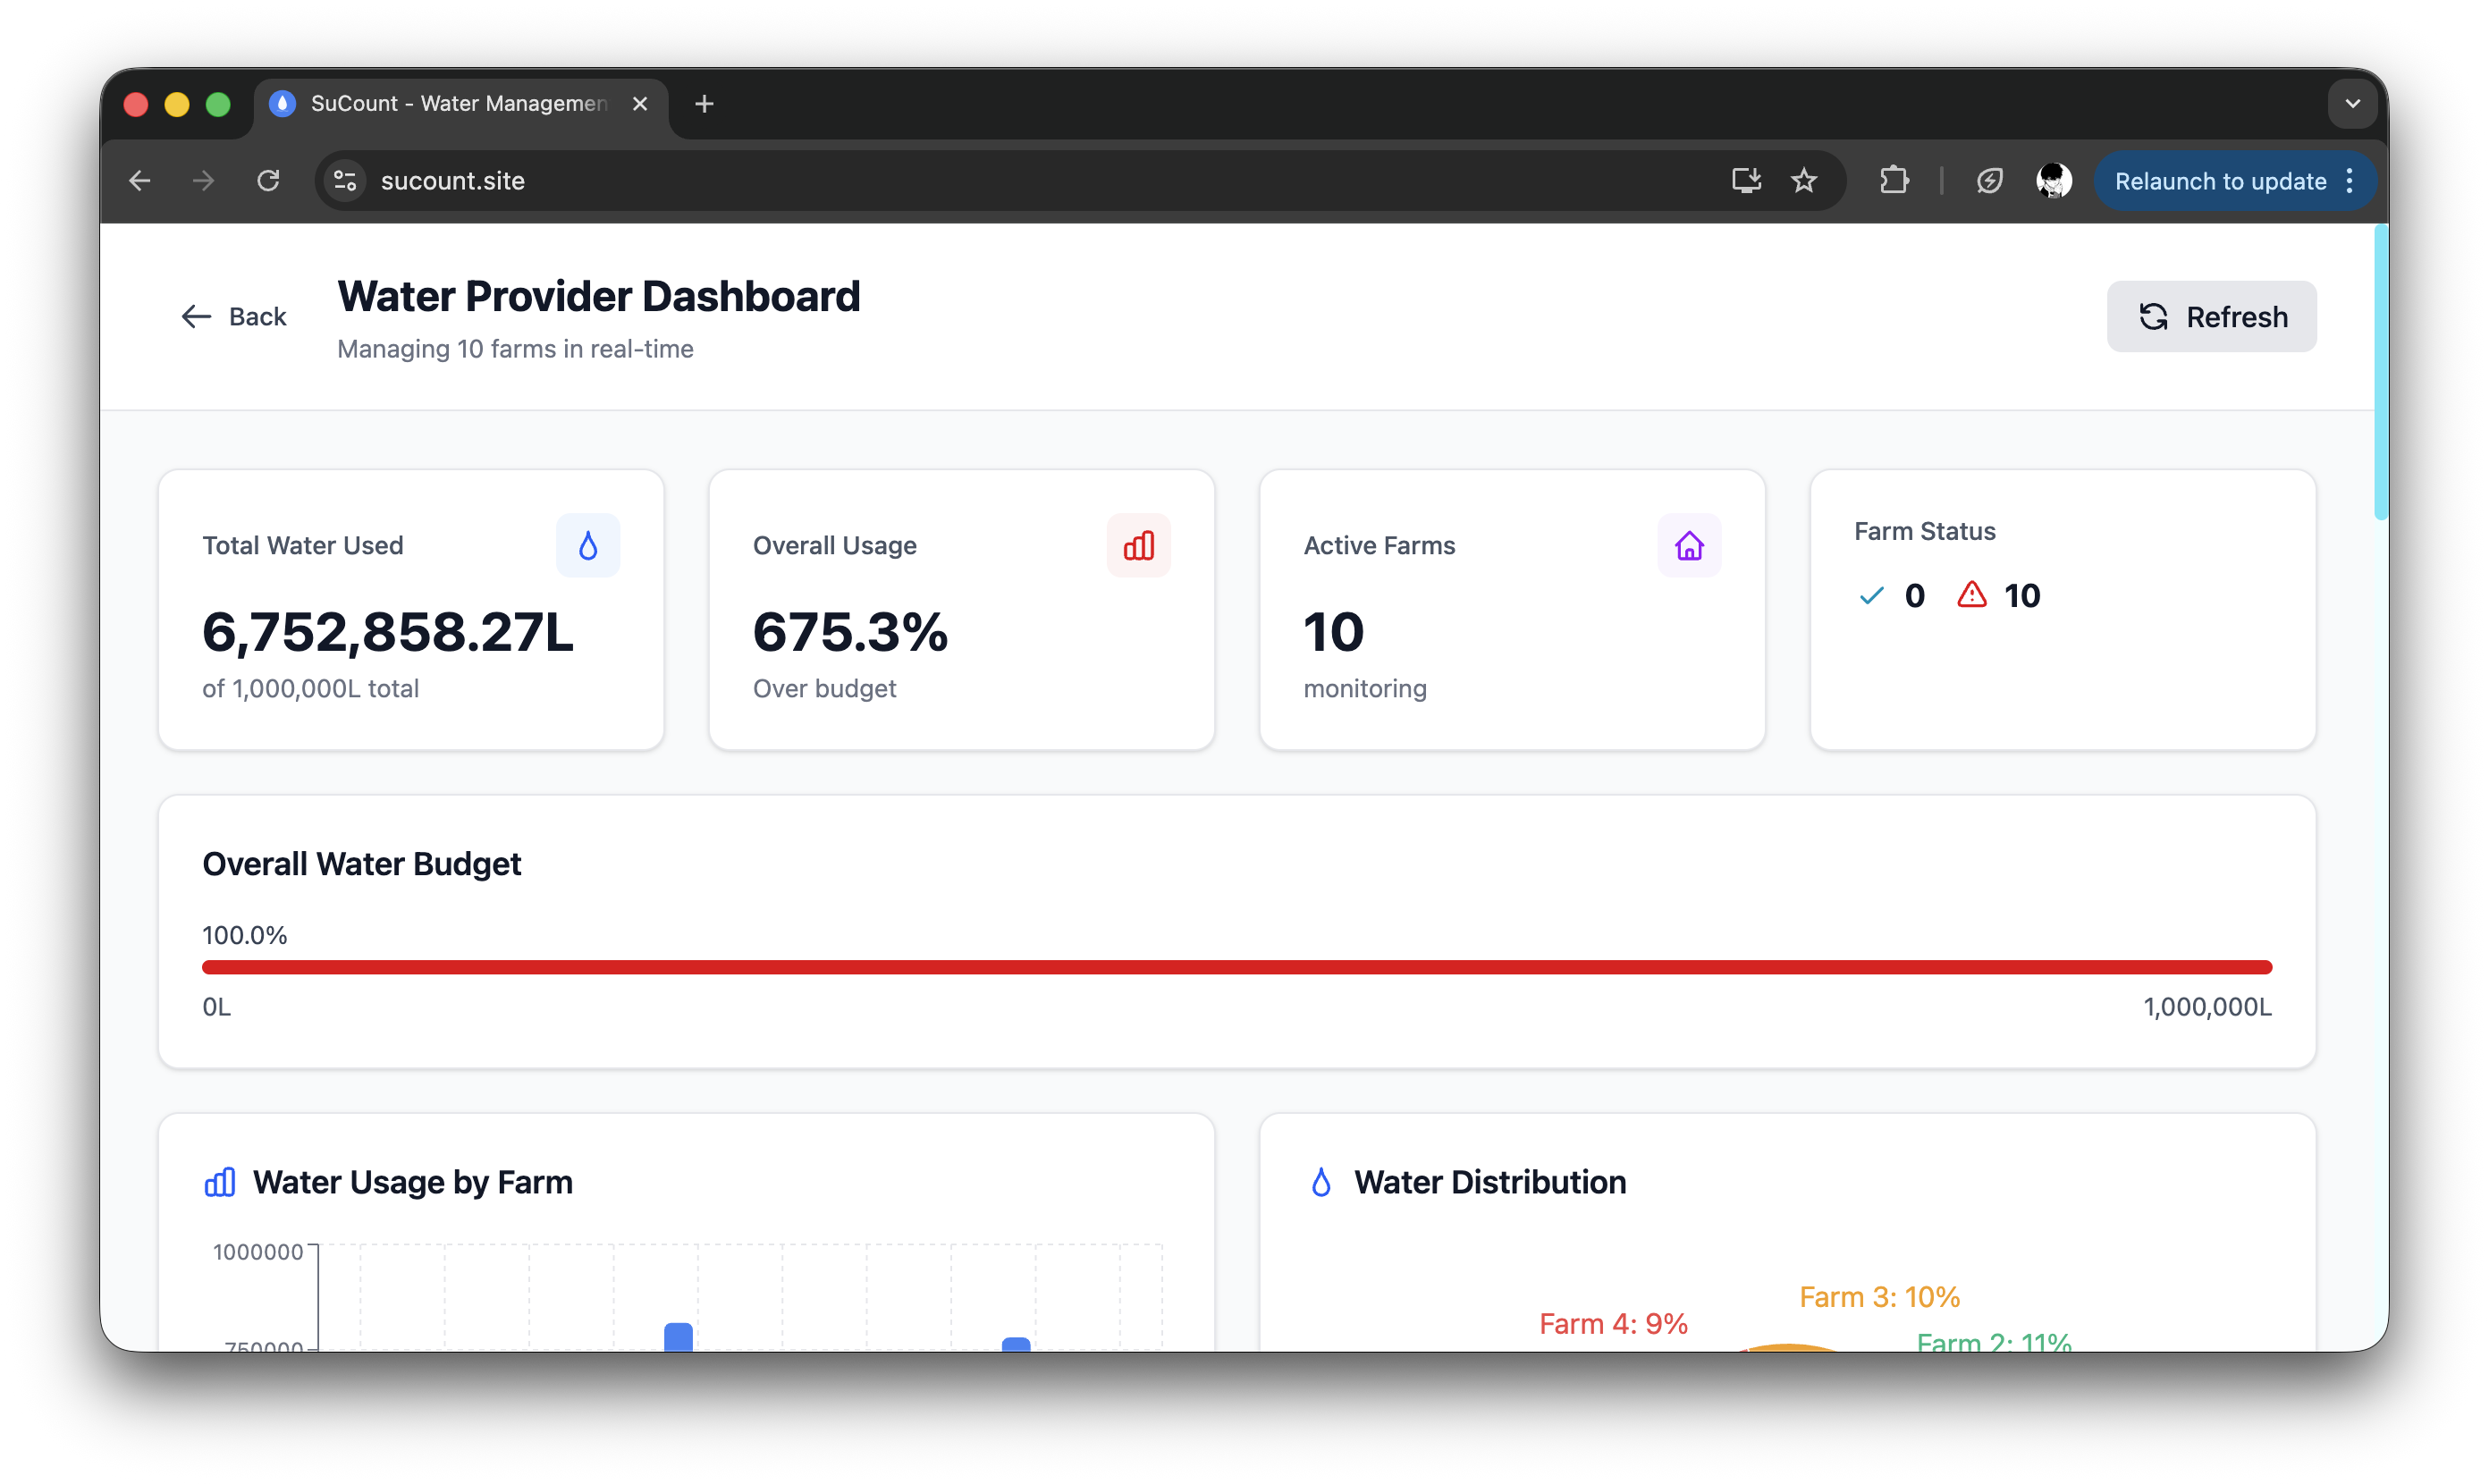 SuCount - Water Managemen
sucount.site
Relaunch to update
Back
Water Provider Dashboard
Managing 10 farms in real-time
Refresh
Total Water Used
6,752,858.27L
of 1,000,000L total
Overall Usage
675.3%
Over budget
Active Farms
10
monitoring
Farm Status
0 10
Overall Water Budget
100.0%
0L 1,000,000L
Water Usage by Farm
1000000
750000
Water Distribution
Farm 3: 10%
Farm 4: 9%
Farm 2: 11%